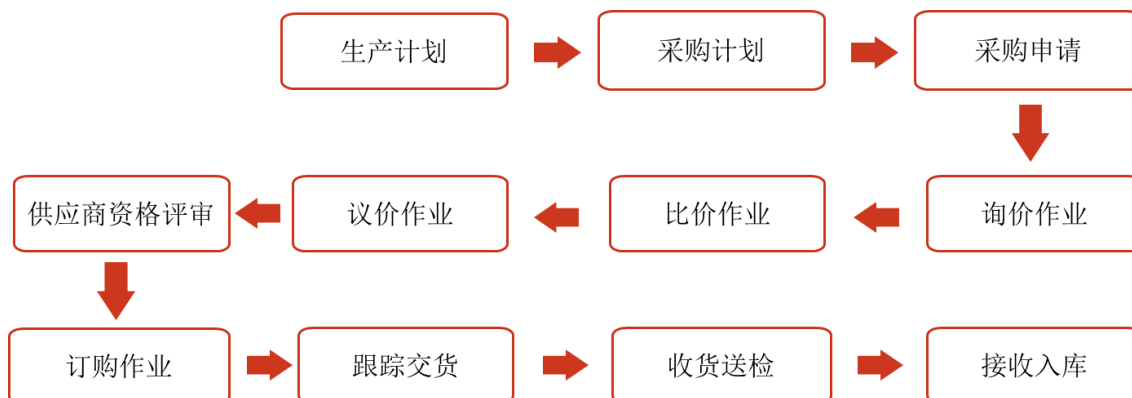 生产计划
采购计划
采购申请
询价作业
比价作业
议价作业
供应商资格评审
订购作业
跟踪交货
收货送检
接收入库